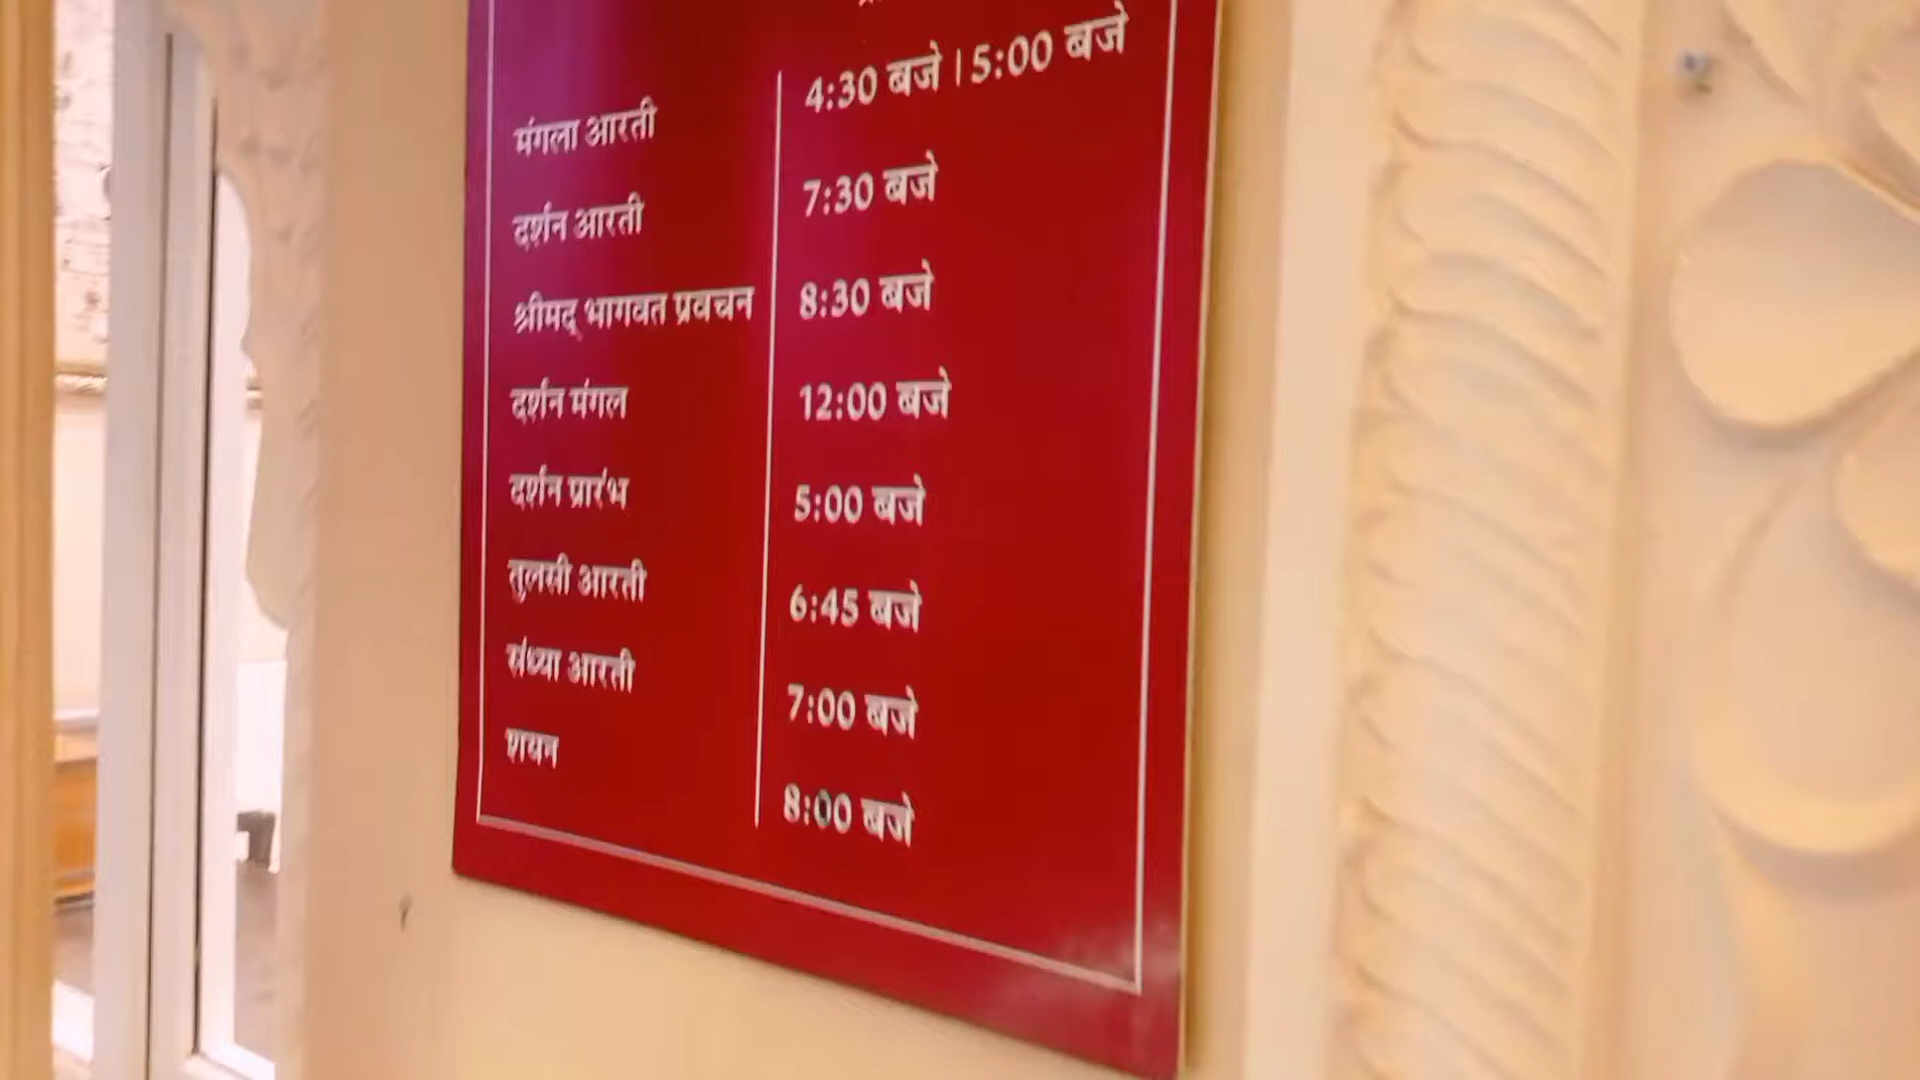 मंगला आरती 4:30 बजे । 5:00 बजे
दर्शन आरती 7:30 बजे
श्रीमद् भागवत प्रवचन 8:30 बजे
दर्शन मंगल 12:00 बजे
दर्शन प्रारंभ 5:00 बजे
तुलसी आरती 6:45 बजे
संध्या आरती 7:00 बजे
शयन 8:00 बजे